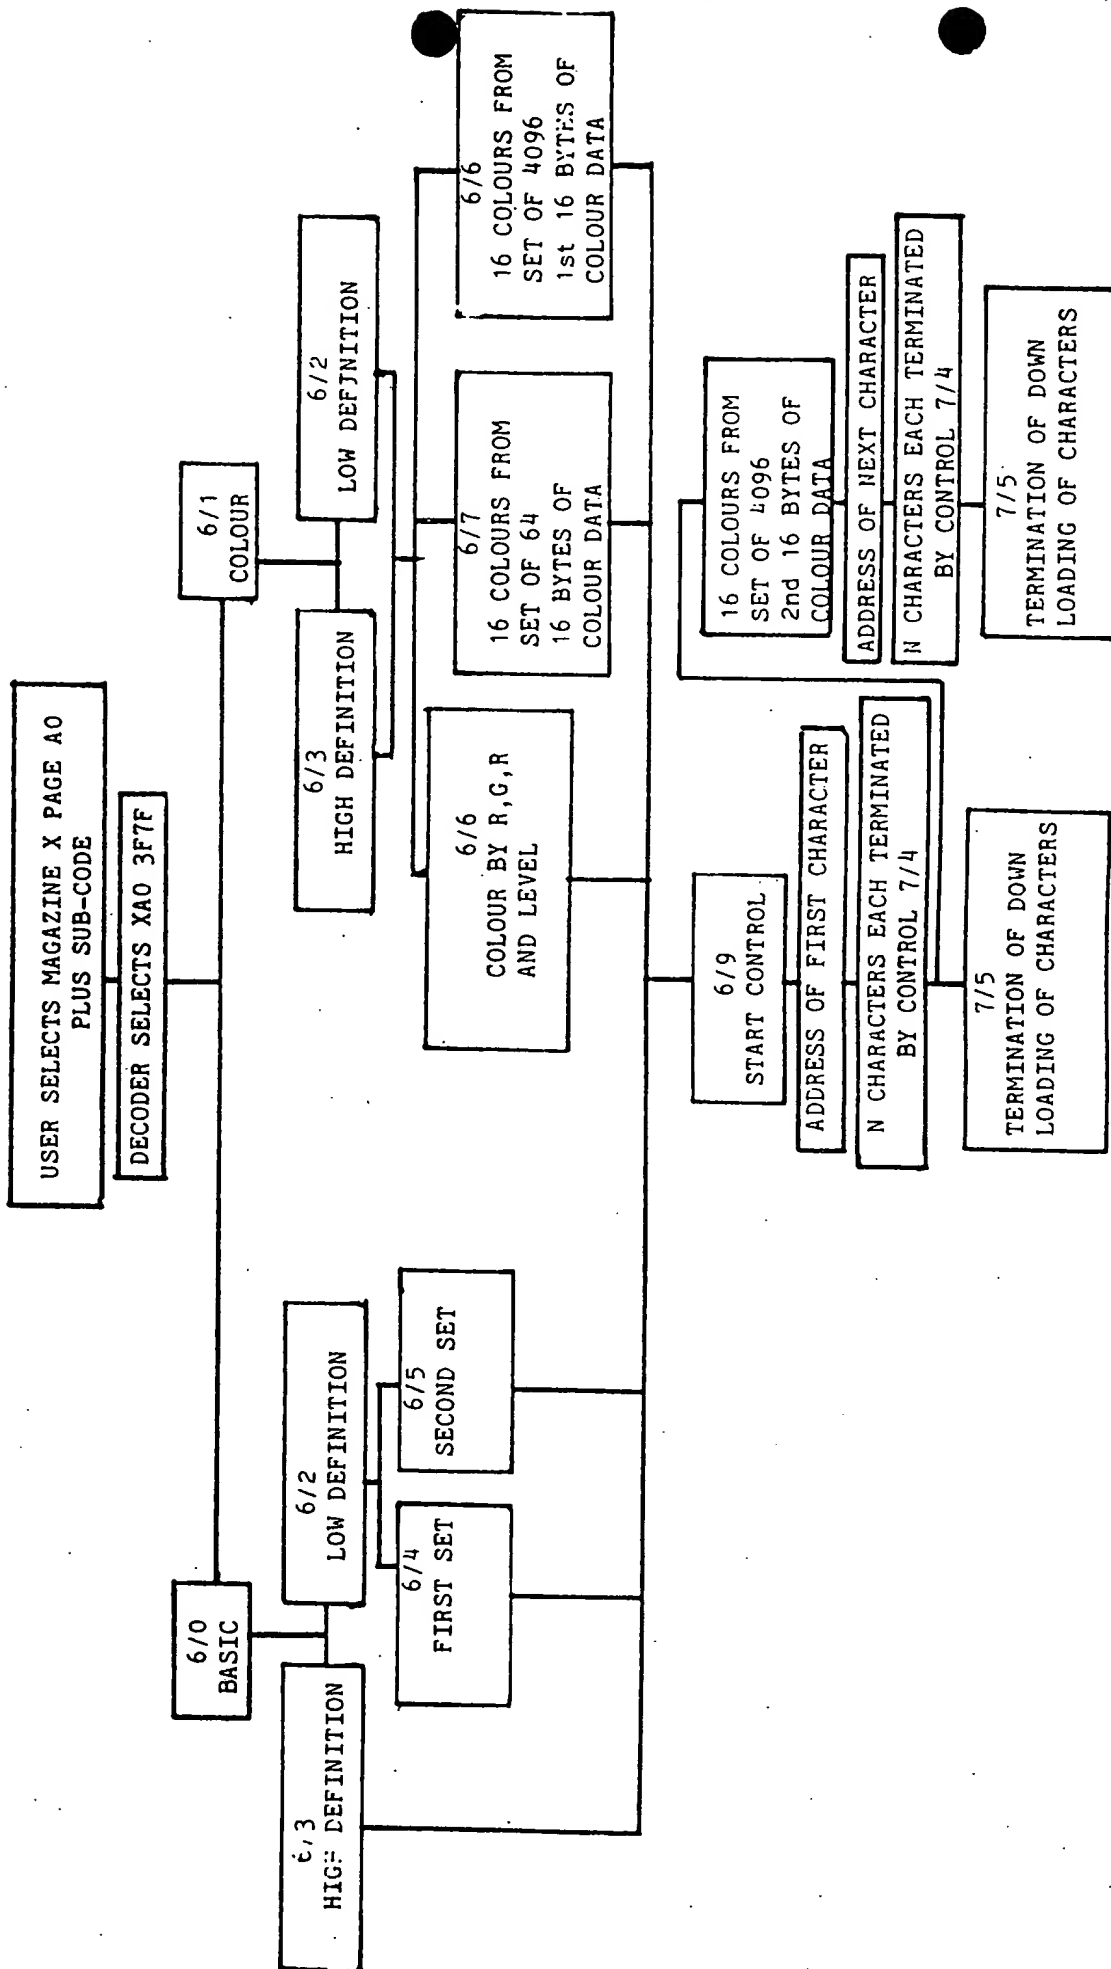 USER SELECTS MAGAZINE X PAGE A0
PLUS SUB-CODE
DECODER SELECTS XA0 3F7F
6/0
BASIC
6/1
COLOUR
6,3
HIGH DEFINITION
6/2
LOW DEFINITION
6/3
HIGH DEFINITION
6/2
LOW DEFINITION
6/4
FIRST SET
6/5
SECOND SET
6/6
COLOUR BY R,G,R
AND LEVEL
6/7
16 COLOURS FROM
SET OF 64
16 BYTES OF
COLOUR DATA
6/6
16 COLOURS FROM
SET OF 4096
1st 16 BYTES OF
COLOUR DATA
6/9
START CONTROL
ADDRESS OF FIRST CHARACTER
N CHARACTERS EACH TERMINATED
BY CONTROL 7/4
7/5
TERMINATION OF DOWN
LOADING OF CHARACTERS
16 COLOURS FROM
SET OF 4096
2nd 16 BYTES OF
COLOUR DATA
ADDRESS OF NEXT CHARACTER
N CHARACTERS EACH TERMINATED
BY CONTROL 7/4
7/5
TERMINATION OF DOWN
LOADING OF CHARACTERS